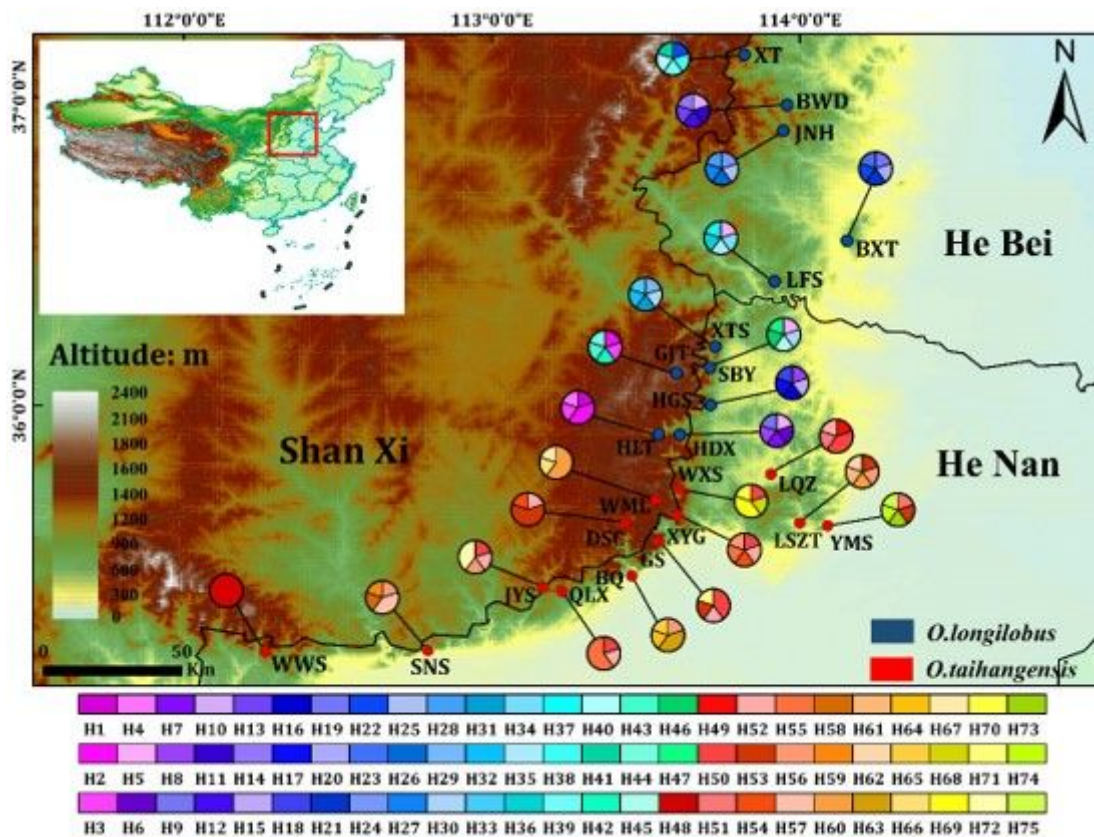 112°0'0"E 113°0'0"E 114°0'0"E
37°0'0"N
36°0'0"N
N
XT
BWD
JNH
BXT
He Bei
LFS
XTS
GJT
SBY
Altitude: m
2400
2400
1800
1400
1200
900
600
300
0
HGS
Shan Xi
HLT
HDX
He Nan
WXS
LQZ
WML
DSC
XYG
LSZT
YMS
GS
BQ
JYS
QLX
0 50
Km
WWS
SNS
O.longilobus
O.taihangensis
H1 H4 H7 H10 H13 H16 H19 H22 H25 H28 H31 H34 H37 H40 H43 H46 H49 H52 H55 H58 H61 H64 H67 H70 H73
H2 H5 H8 H11 H14 H17 H20 H23 H26 H29 H32 H35 H38 H41 H44 H47 H50 H53 H56 H59 H62 H65 H68 H71 H74
H3 H6 H9 H12 H15 H18 H21 H24 H27 H30 H33 H36 H39 H42 H45 H48 H51 H54 H57 H60 H63 H66 H69 H72 H75